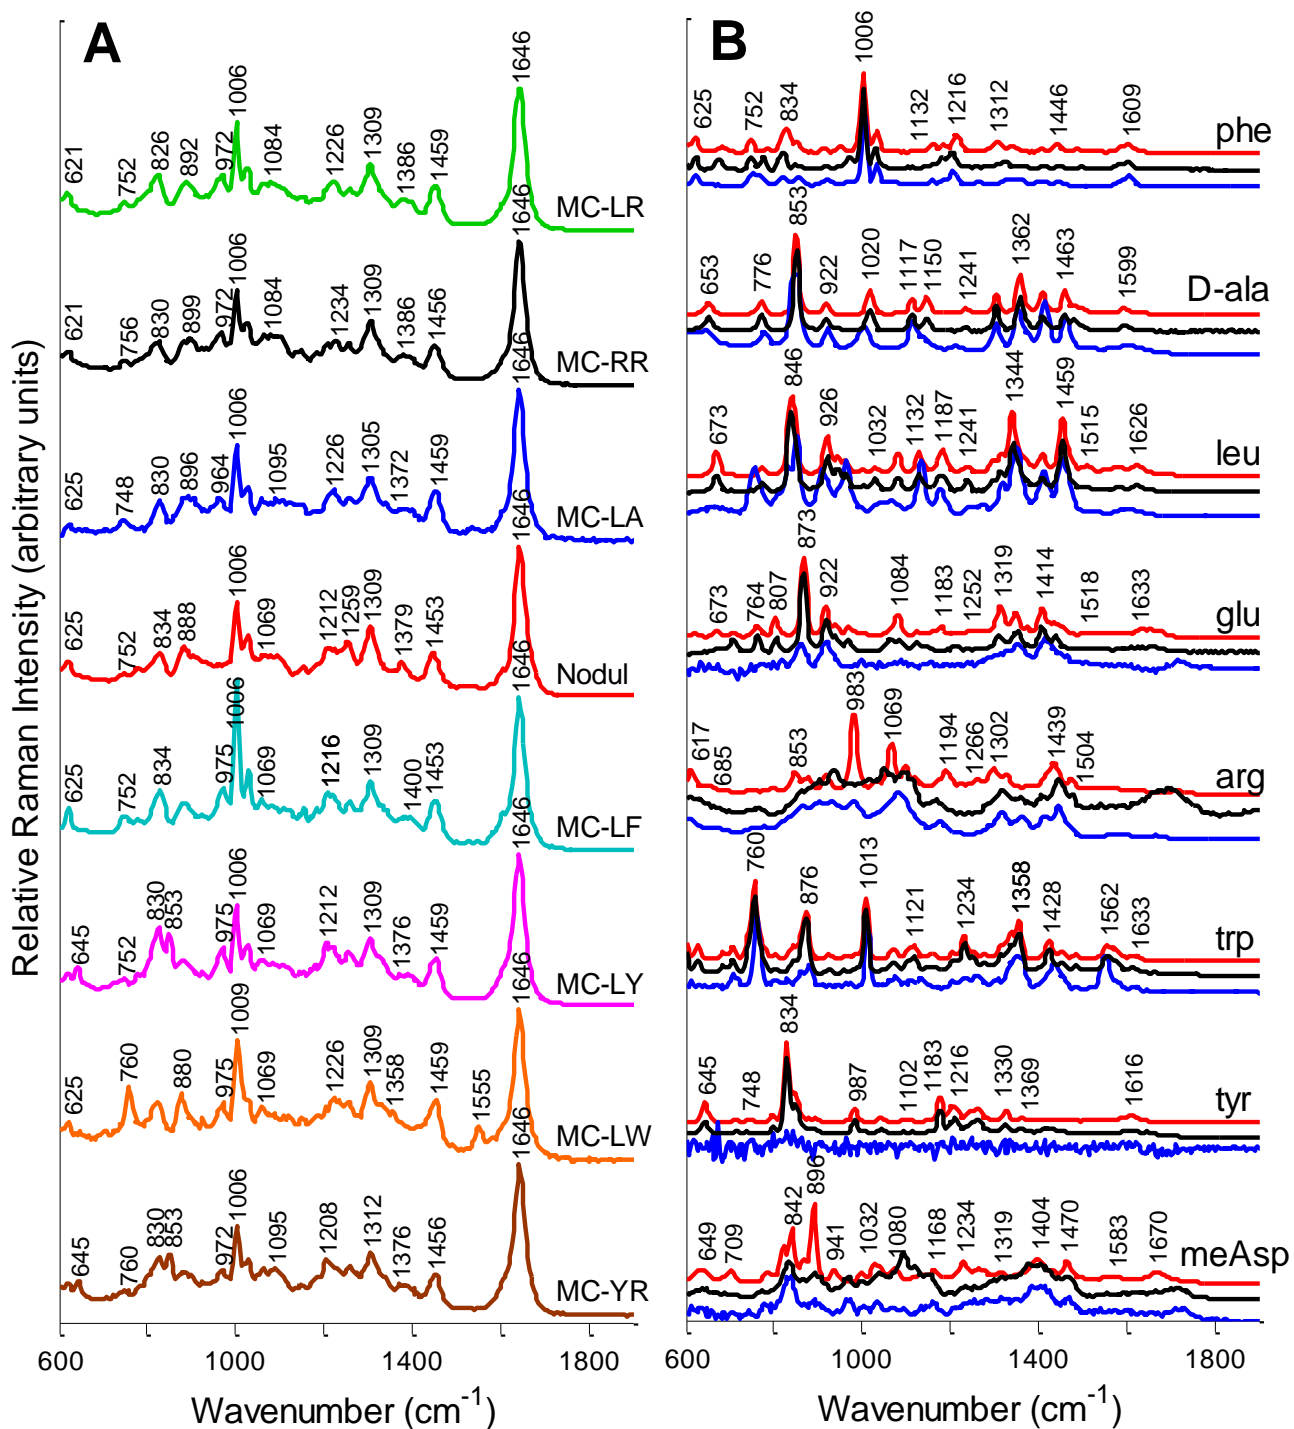 A
621 752 826 892 972 1006 1084 1226 1309 1386 1459 1646
MC-LR
621 756 830 899 972 1006 1084 1234 1309 1386 1456 1646
MC-RR
625 748 830 896 964 1006 1095 1226 1305 1372 1459 1646
MC-LA
625 752 834 888 1006 1069 1212 1259 1309 1379 1453 1646
Nodul
625 752 834 975 1006 1069 1216 1309 1400 1453 1646
MC-LF
645 752 830 853 975 1006 1069 1212 1309 1376 1459 1646
MC-LY
625 760 880 975 1009 1069 1226 1309 1358 1459 1555 1646
MC-LW
645 760 830 853 972 1006 1095 1208 1312 1376 1456 1646
MC-YR
600 1000 1400 1800
Wavenumber (cm-1)
Relative Raman Intensity (arbitrary units)
B
625 752 834 1006 1132 1216 1312 1446 1609
phe
653 776 853 922 1020 1117 1150 1241 1362 1463 1599
D-ala
673 846 926 1032 1132 1187 1241 1344 1459 1515 1626
leu
673 764 807 873 922 1084 1183 1252 1319 1414 1518 1633
glu
617 685 853 983 1069 1194 1266 1302 1439 1504
arg
760 876 1013 1121 1234 1358 1428 1562 1633
trp
645 748 834 987 1102 1183 1216 1330 1369 1616
tyr
649 709 842 896 941 1032 1080 1168 1234 1319 1404 1470 1583 1670
meAsp
600 1000 1400 1800
Wavenumber (cm-1)